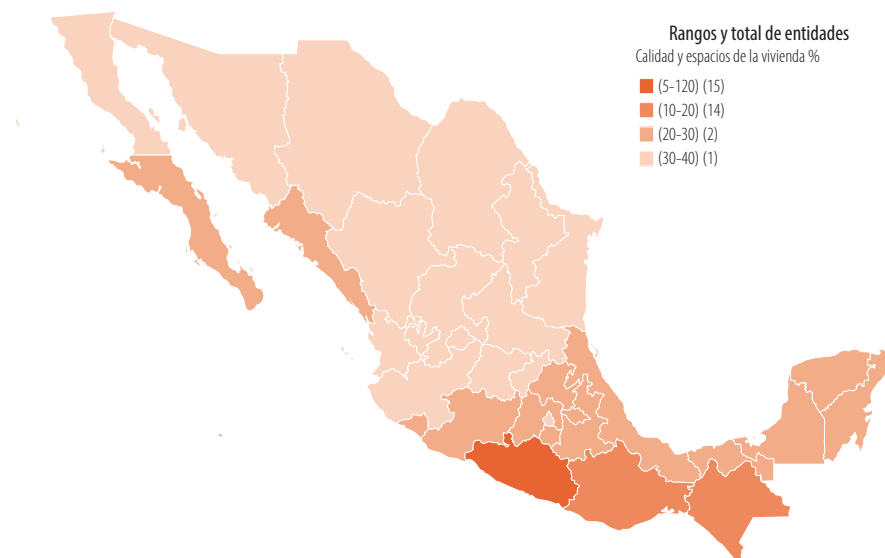 Rangos y total de entidades
Calidad y espacios de la vivienda %
(5-120) (15)
(10-20) (14)
(20-30) (2)
(30-40) (1)